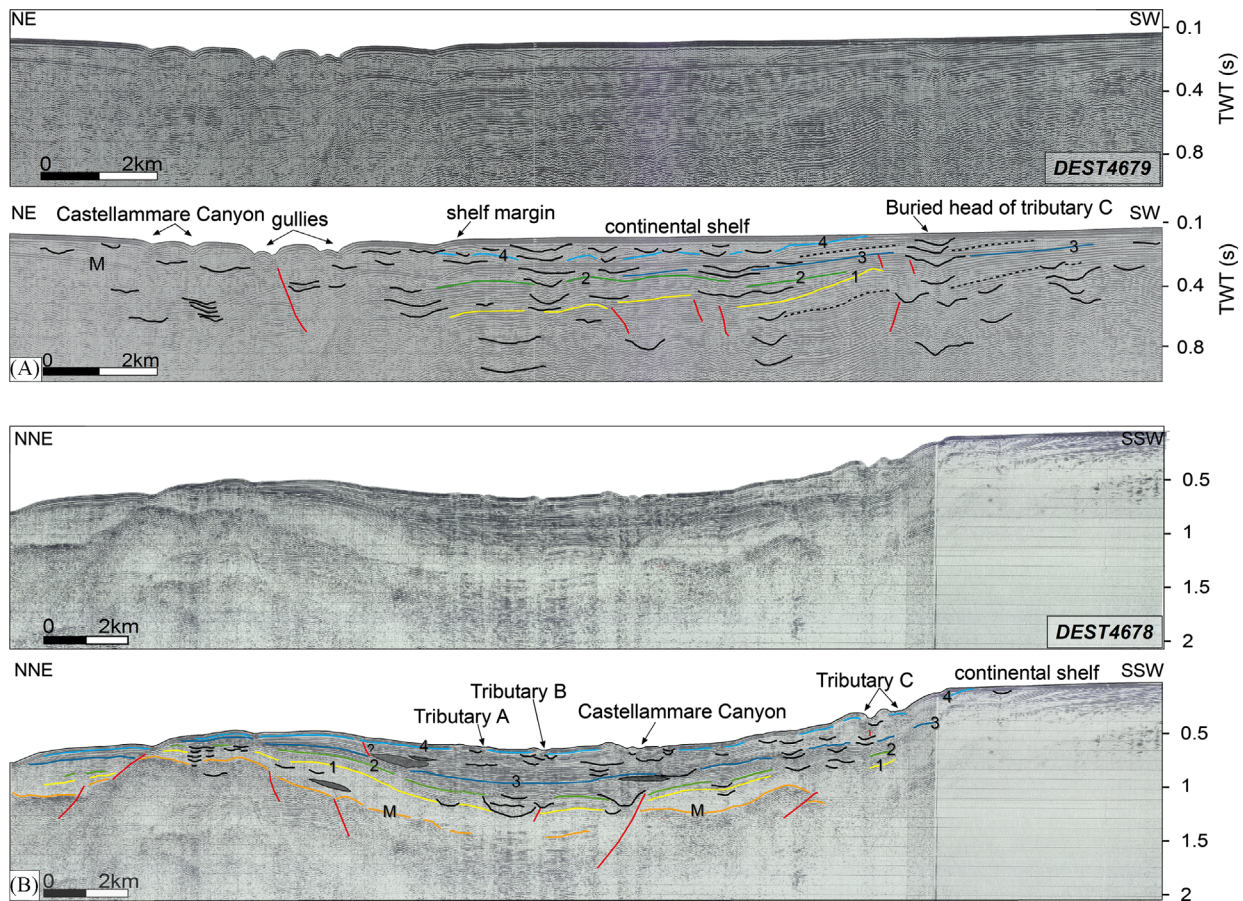 NE SW
0.1
0.4
0.8
TWT (s)
0 2km
DEST4679
NE SW
Castellammare Canyon gullies shelf margin continental shelf Buried head of tributary C
0.1
0.4
0.8
TWT (s)
M 4 2 4 3 2 1 3
(A) 0 2km
NNE SSW
0.5
1
1.5
2
0 2km
DEST4678
NNE SSW
Tributary A Tributary B Castellammare Canyon Tributary C continental shelf
0.5
1
1.5
2
4 3 2 1
? 2 4 3 1 M M
(B) 0 2km